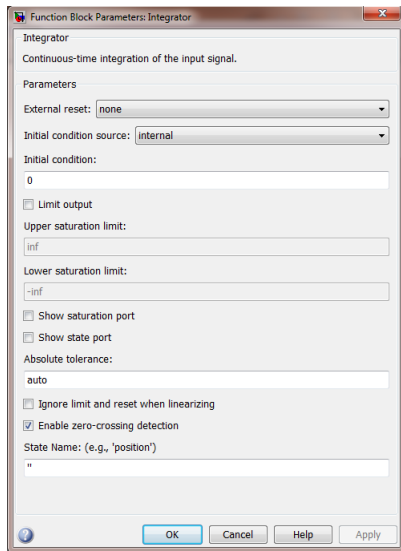 Function Block Parameters: Integrator
Integrator
Continuous-time integration of the input signal.
Parameters
External reset: none
Initial condition source: internal
Initial condition:
0
Limit output
Upper saturation limit:
inf
Lower saturation limit:
-inf
Show saturation port
Show state port
Absolute tolerance:
auto
Ignore limit and reset when linearizing
Enable zero-crossing detection
State Name: (e.g., 'position')
''
OK Cancel Help Apply